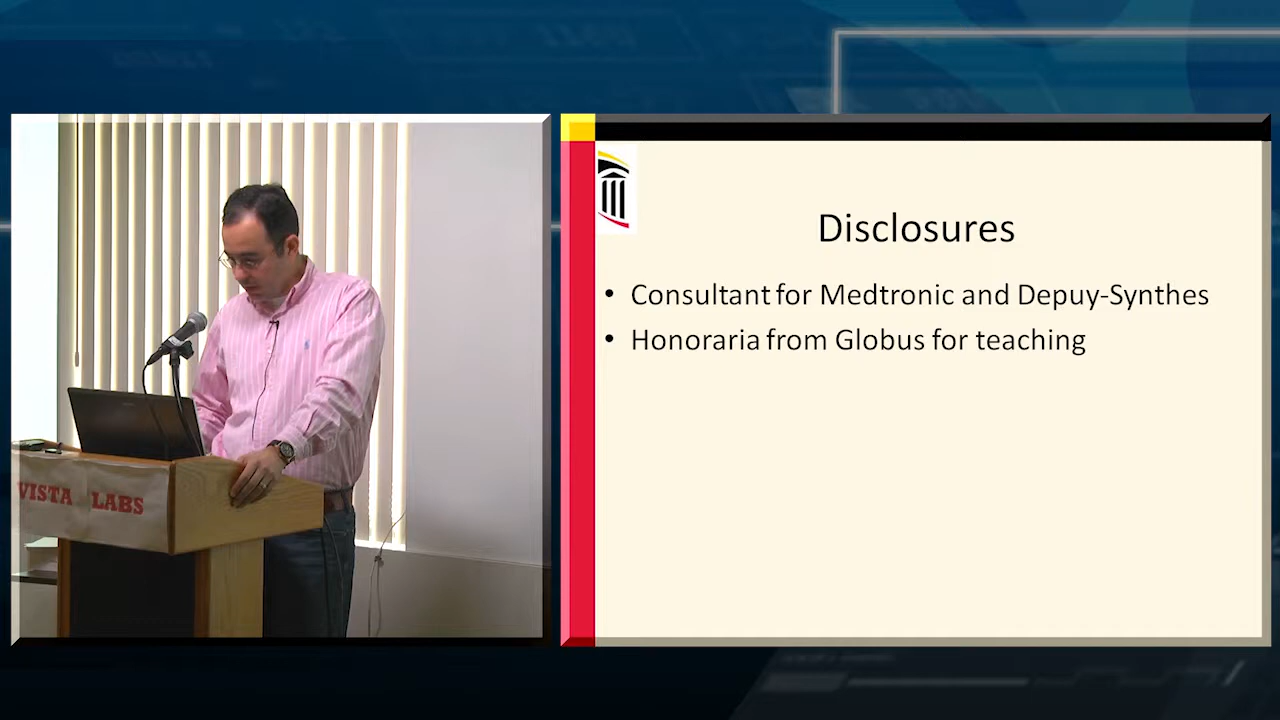 VISTA LABS
Disclosures
• Consultant for Medtronic and Depuy-Synthes
• Honoraria from Globus for teaching